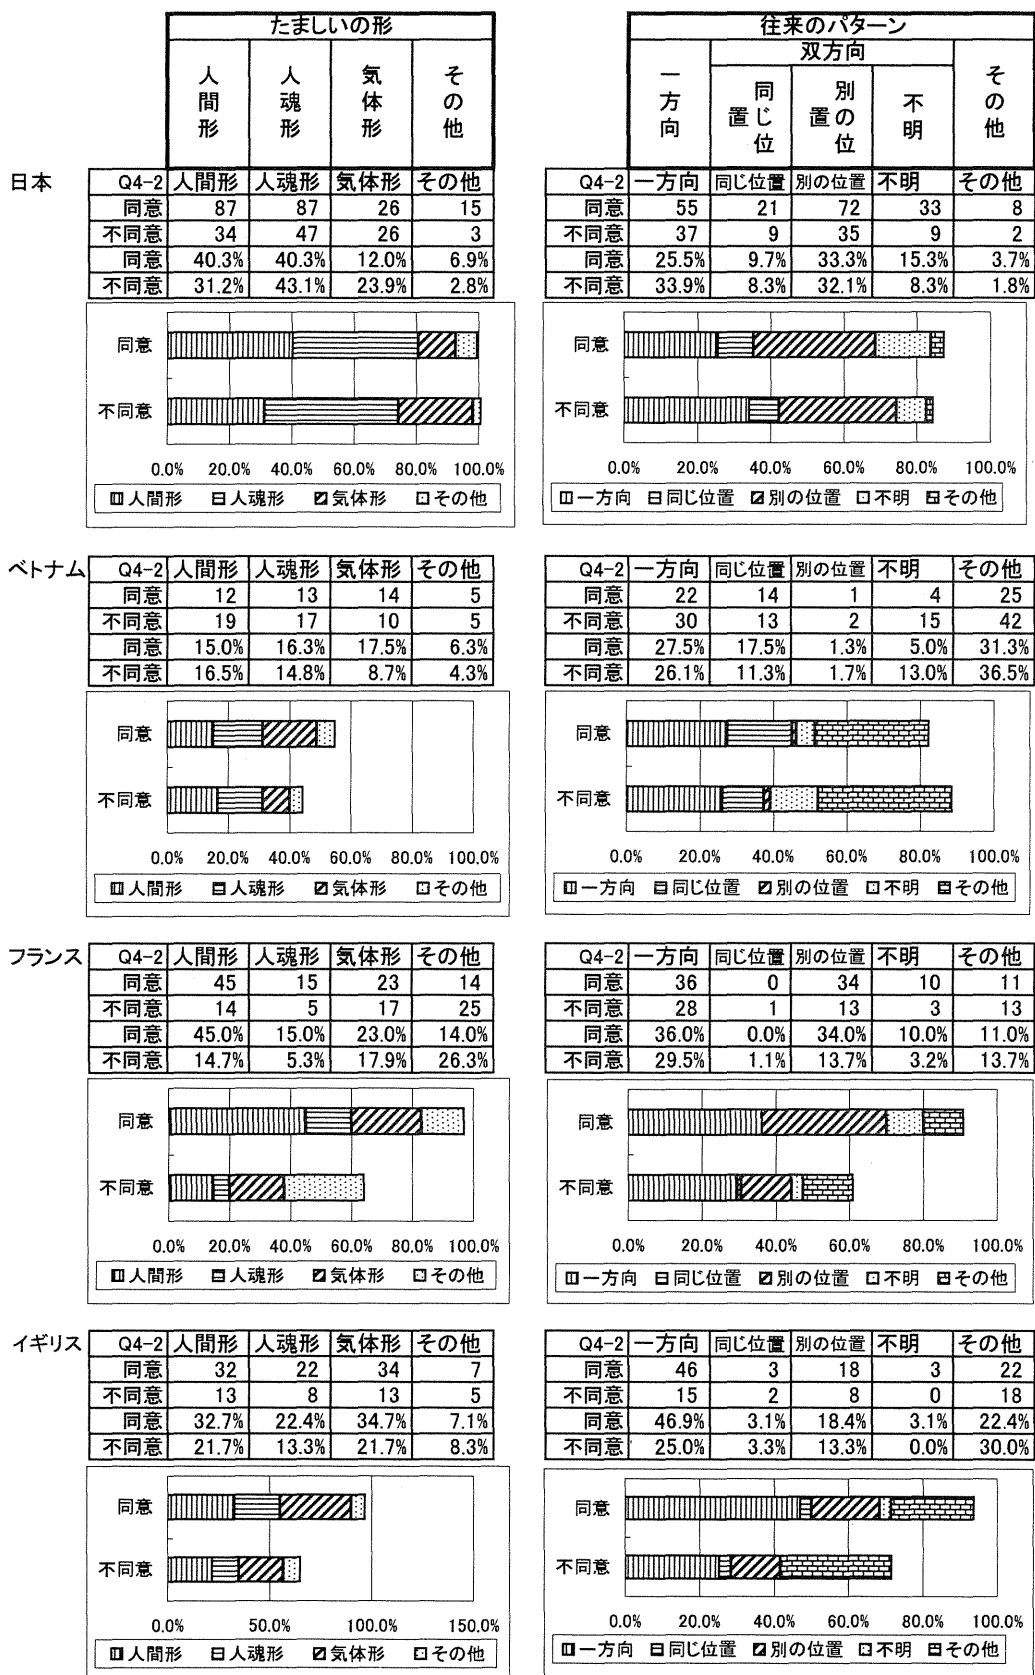 たましいの形
人間形 人魂形 気体形 その他
往来のパターン
双方向
一方向 同じ位置 別の位置 不明 その他
日本
Q4-2 人間形 人魂形 気体形 その他
同意 87 87 26 15
不同意 34 47 26 3
同意 40.3% 40.3% 12.0% 6.9%
不同意 31.2% 43.1% 23.9% 2.8%
同意
不同意
0.0% 20.0% 40.0% 60.0% 80.0% 100.0%
人間形 人魂形 気体形 その他
Q4-2 一方向 同じ位置 別の位置 不明 その他
同意 55 21 72 33 8
不同意 37 9 35 9 2
同意 25.5% 9.7% 33.3% 15.3% 3.7%
不同意 33.9% 8.3% 32.1% 8.3% 1.8%
同意
不同意
0.0% 20.0% 40.0% 60.0% 80.0% 100.0%
一方向 同じ位置 別の位置 不明 その他
ベトナム
Q4-2 人間形 人魂形 気体形 その他
同意 12 13 14 5
不同意 19 17 10 5
同意 15.0% 16.3% 17.5% 6.3%
不同意 16.5% 14.8% 8.7% 4.3%
同意
不同意
0.0% 20.0% 40.0% 60.0% 80.0% 100.0%
人間形 人魂形 気体形 その他
Q4-2 一方向 同じ位置 別の位置 不明 その他
同意 22 14 1 4 25
不同意 30 13 2 15 42
同意 27.5% 17.5% 1.3% 5.0% 31.3%
不同意 26.1% 11.3% 1.7% 13.0% 36.5%
同意
不同意
0.0% 20.0% 40.0% 60.0% 80.0% 100.0%
一方向 同じ位置 別の位置 不明 その他
フランス
Q4-2 人間形 人魂形 気体形 その他
同意 45 15 23 14
不同意 14 5 17 25
同意 45.0% 15.0% 23.0% 14.0%
不同意 14.7% 5.3% 17.9% 26.3%
同意
不同意
0.0% 20.0% 40.0% 60.0% 80.0% 100.0%
人間形 人魂形 気体形 その他
Q4-2 一方向 同じ位置 別の位置 不明 その他
同意 36 0 34 10 11
不同意 28 1 13 3 13
同意 36.0% 0.0% 34.0% 10.0% 11.0%
不同意 29.5% 1.1% 13.7% 3.2% 13.7%
同意
不同意
0.0% 20.0% 40.0% 60.0% 80.0% 100.0%
一方向 同じ位置 別の位置 不明 その他
イギリス
Q4-2 人間形 人魂形 気体形 その他
同意 32 22 34 7
不同意 13 8 13 5
同意 32.7% 22.4% 34.7% 7.1%
不同意 21.7% 13.3% 21.7% 8.3%
同意
不同意
0.0% 50.0% 100.0% 150.0%
人間形 人魂形 気体形 その他
Q4-2 一方向 同じ位置 別の位置 不明 その他
同意 46 3 18 3 22
不同意 15 2 8 0 18
同意 46.9% 3.1% 18.4% 3.1% 22.4%
不同意 25.0% 3.3% 13.3% 0.0% 30.0%
同意
不同意
0.0% 20.0% 40.0% 60.0% 80.0% 100.0%
一方向 同じ位置 別の位置 不明 その他